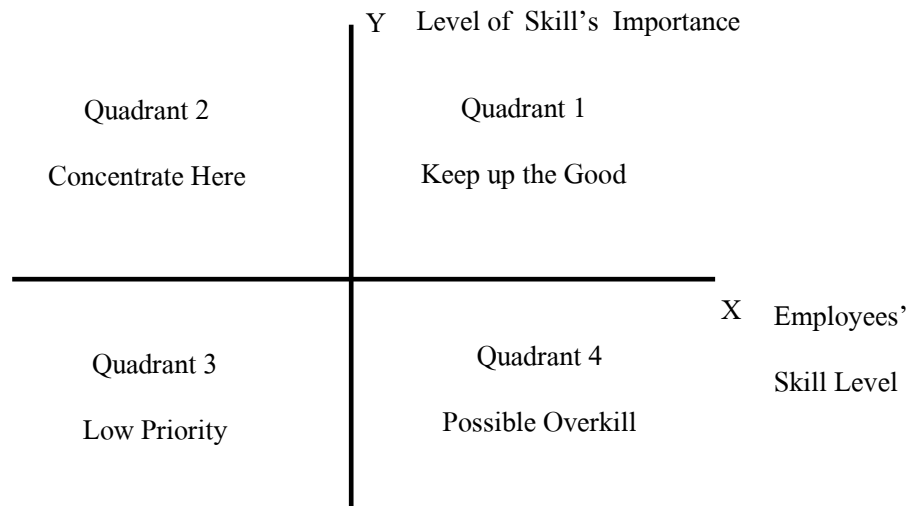 Y Level of Skill’s Importance
Quadrant 2
Quadrant 1
Concentrate Here
Keep up the Good
X Employees’
Skill Level
Quadrant 3
Quadrant 4
Low Priority
Possible Overkill